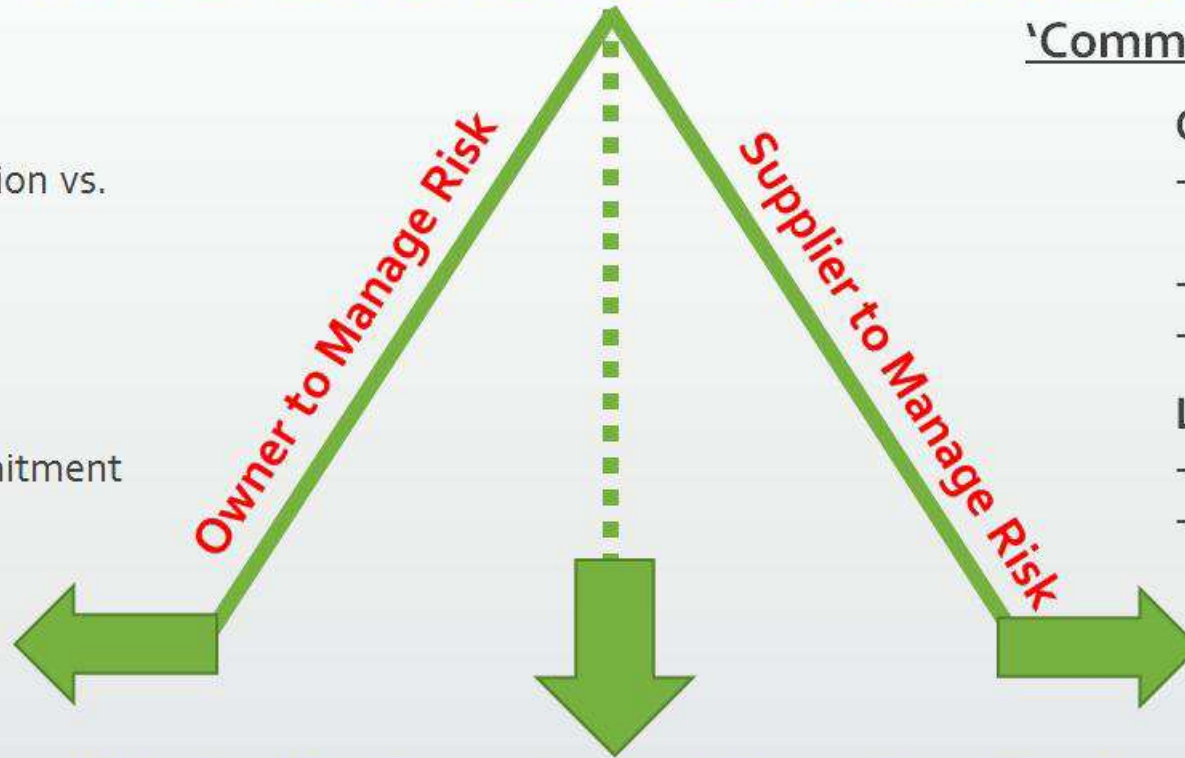 'Comm
ion vs.
Owner to Manage Risk
Supplier to Manage Risk
itment
-
-
-
L
-
-